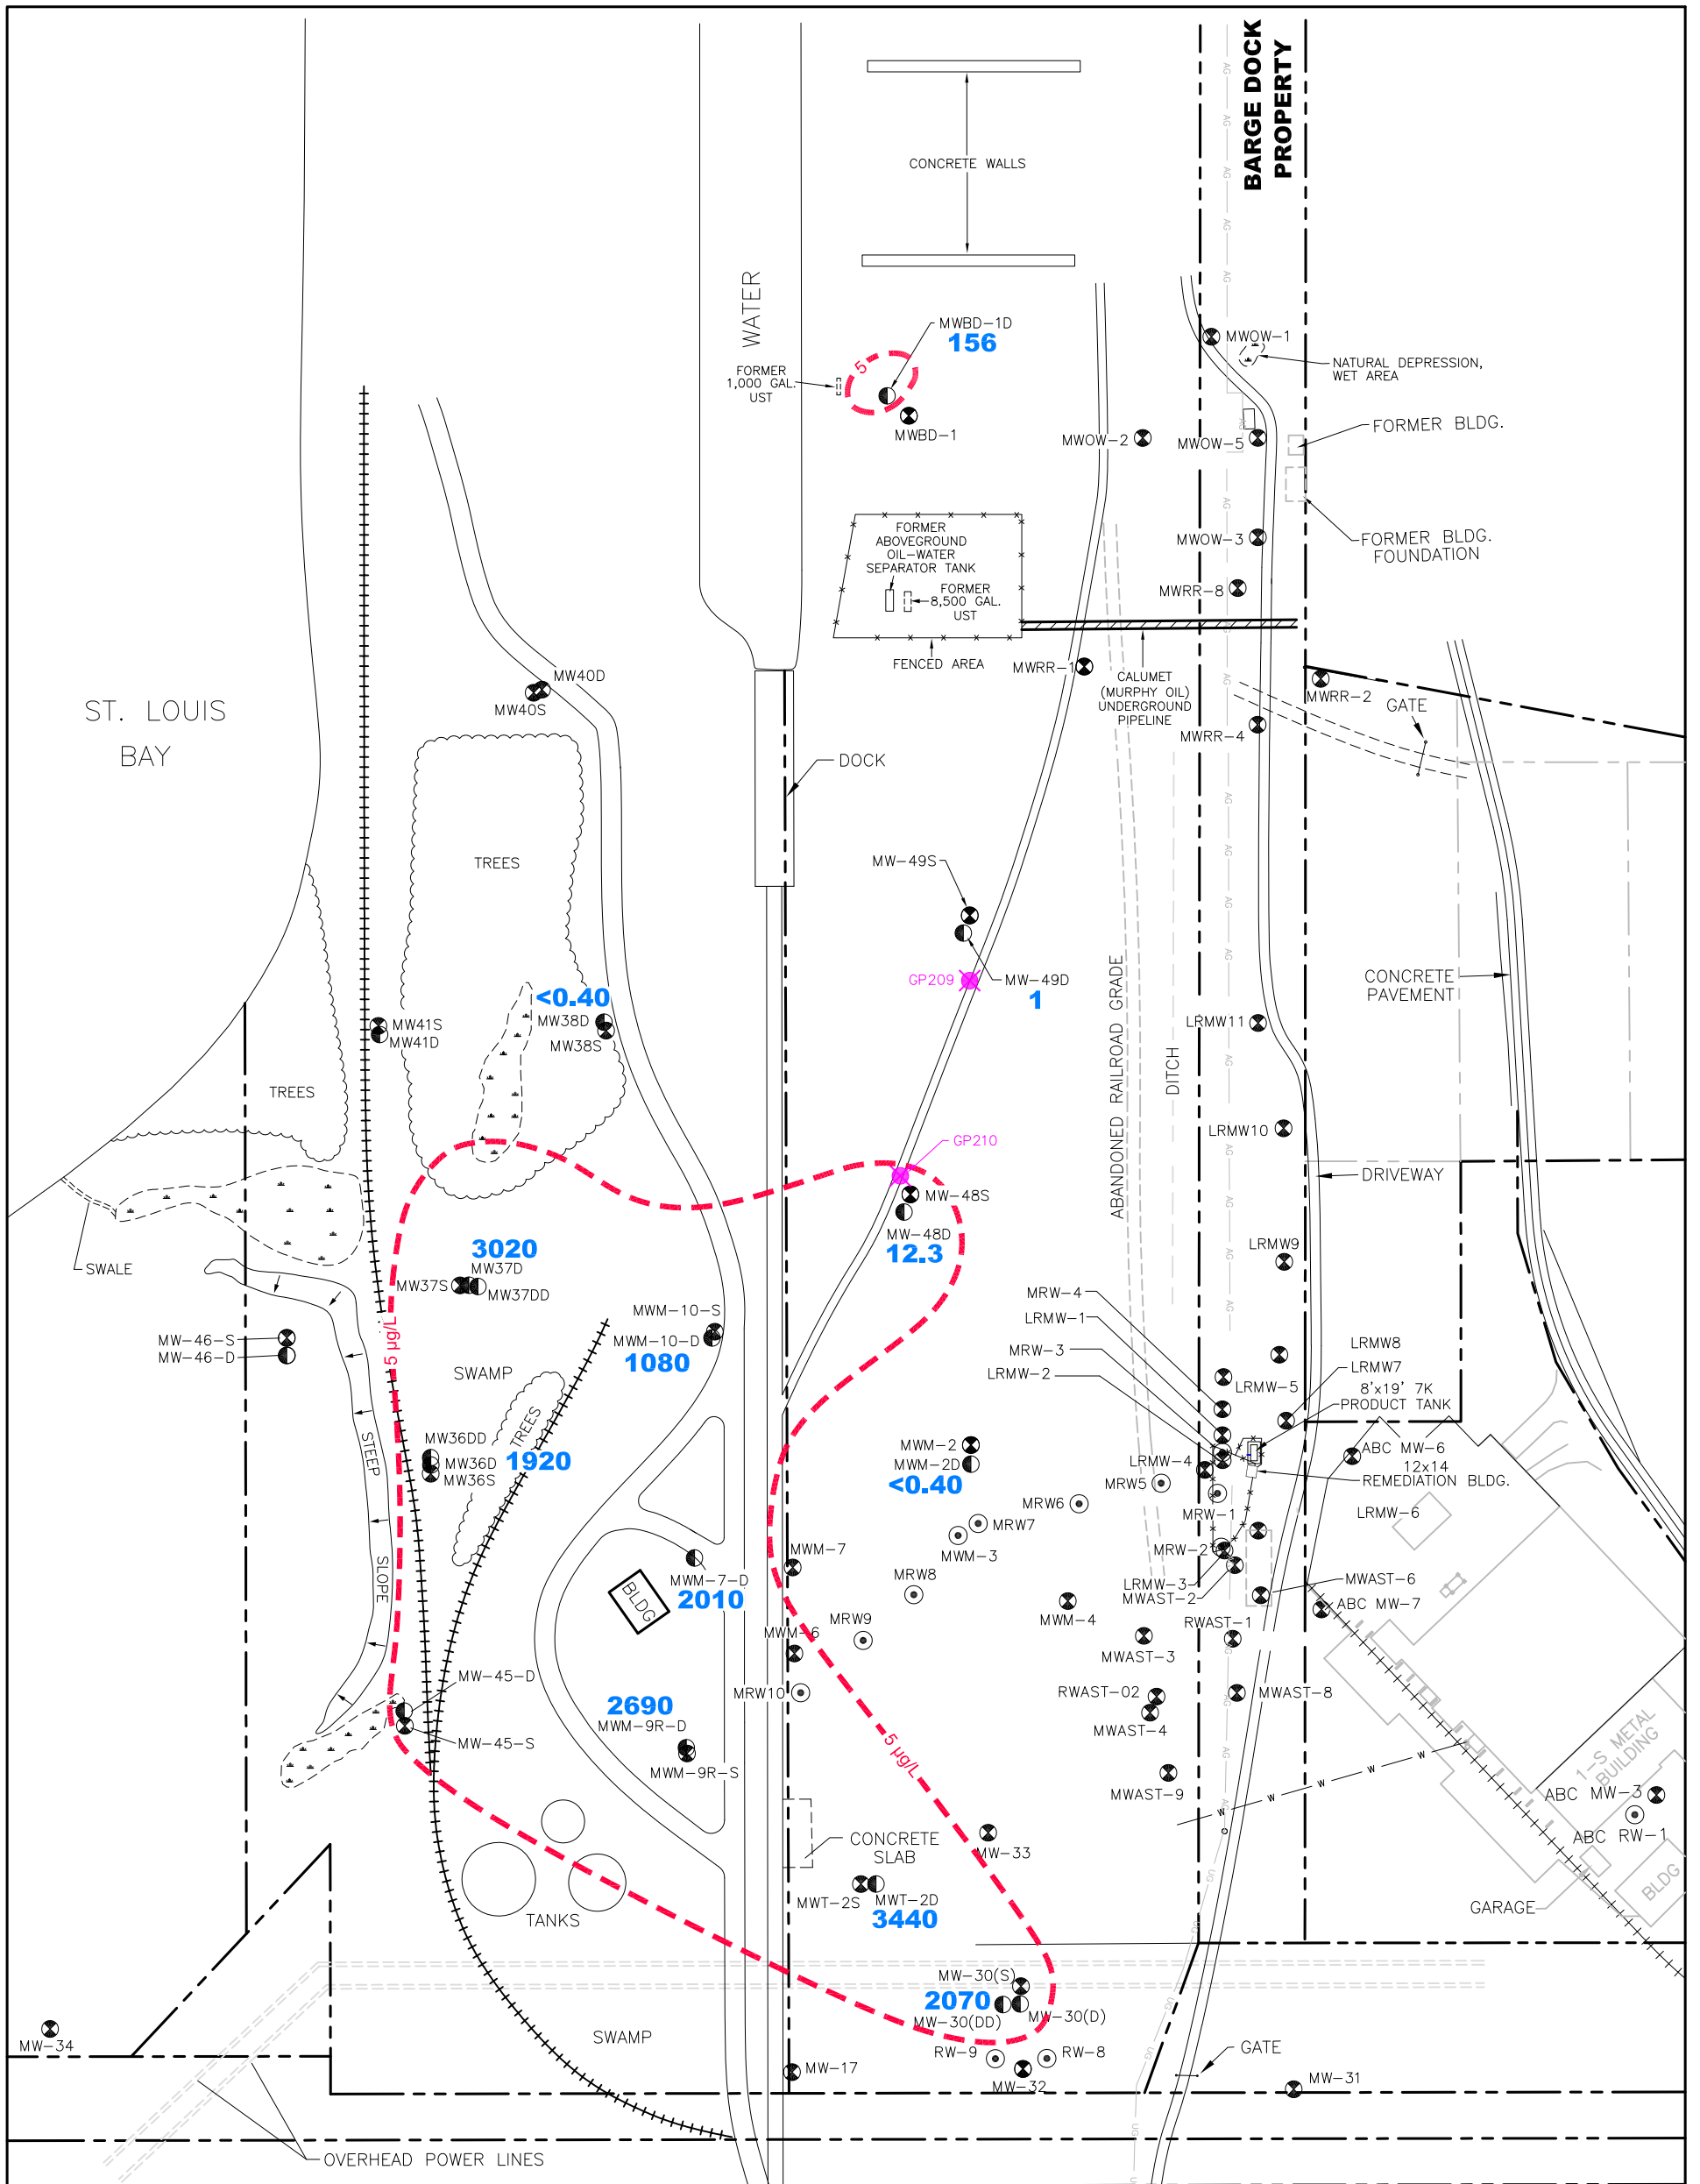 BARGE DOCK
PROPERTY
CONCRETE WALLS
WATER
MWBD-1D
156
5
FORMER
1,000 GAL.
UST
MWBD-1
MWOW-1
NATURAL DEPRESSION,
WET AREA
MWOW-2
MWOW-5
FORMER BLDG.
FORMER
ABOVEGROUND
OIL-WATER
SEPARATOR TANK
FORMER
8,500 GAL.
UST
MWOW-3
FORMER BLDG.
FOUNDATION
MWRR-8
FENCED AREA
MWRR-1
CALUMET
(MURPHY OIL)
UNDERGROUND
PIPELINE
MWRR-2
GATE
MWRR-4
MW40D
MW40S
ST. LOUIS
BAY
DOCK
TREES
MW-49S
GP209
MW-49D
1
ABANDONED RAILROAD GRADE
DITCH
CONCRETE
PAVEMENT
<0.40
MW38D
MW38S
MW41S
MW41D
LRMW11
TREES
LRMW10
GP210
DRIVEWAY
MW-48S
MW-48D
12.3
SWALE
3020
MW37D
MW37S
MW37DD
LRMW9
MRW-4
LRMW-1
MRW-3
LRMW-2
MWM-10-S
MWM-10-D
1080
MW-46-S
MW-46-D
5 µg/L
SWAMP
LRMW8
LRMW7
LRMW-5
8'x19' 7K
PRODUCT TANK
STEEP
SLOPE
TREES
MW36DD
MW36D
MW36S
1920
MWM-2
MWM-2D
<0.40
LRMW-4
ABC MW-6
12x14
REMEDIATION BLDG.
MRW5
MRW6
MRW-1
LRMW-6
MRW7
MWM-3
MRW-2
MWM-7
MWM-7-D
2010
BLDG
MRW8
LRMW-3
MWAST-2
MWAST-6
ABC MW-7
MWM-4
RWAST-1
MRW9
MWM-6
MWAST-3
MW-45-D
MW-45-S
MRW10
RWAST-02
MWAST-8
MWAST-4
2690
MWM-9R-D
MWM-9R-S
5 µg/L
MWAST-9
W W W
1-S METAL
BUILDING
ABC MW-3
ABC RW-1
CONCRETE
SLAB
MW-33
MWT-2S
MWT-2D
3440
BLDG
GARAGE
TANKS
MW-30(S)
2070
MW-30(DD)
MW-30(D)
MW-34
SWAMP
RW-9
RW-8
MW-17
MW-32
GATE
MW-31
OVERHEAD POWER LINES
AG
UG